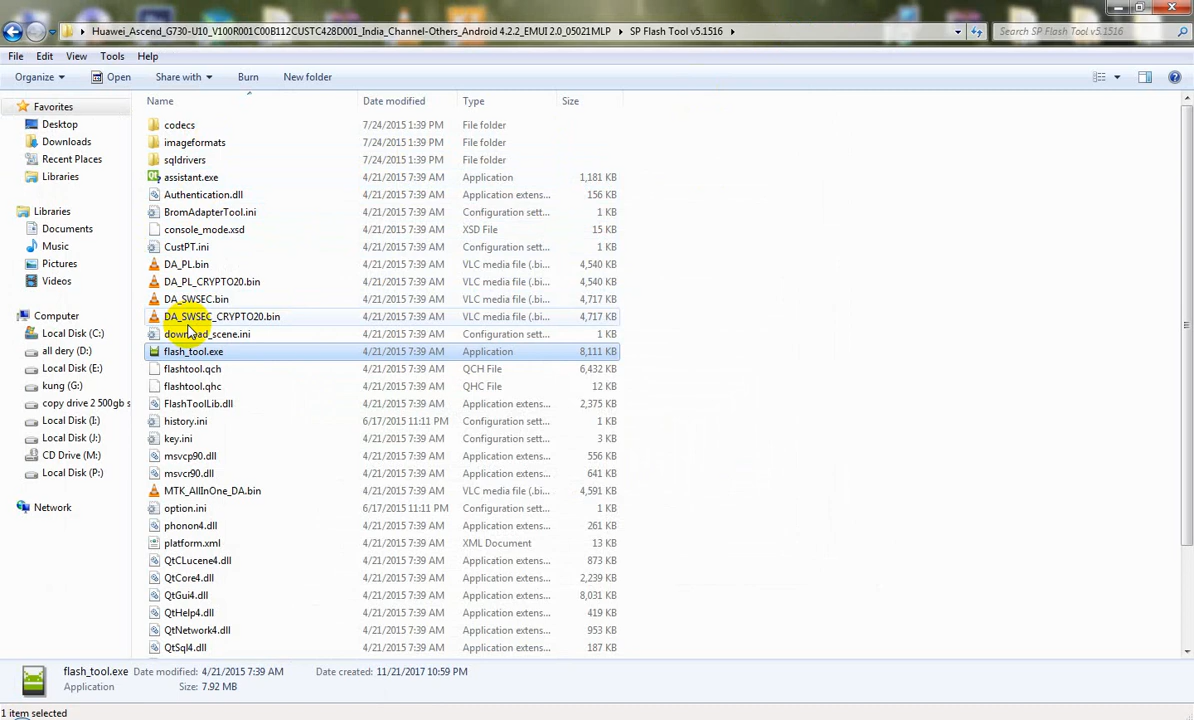 Huawei_Ascend_G730-U10_V100R001C00B112CUSTC428D001_India_Channel-Others_Android 4.2.2_EMUI 2.0_05021MLP ▸ SP Flash Tool v5.1516 ▸ Search SP Flash Tool v5.1516
File Edit View Tools Help
Organize Open Share with Burn New folder
Favorites
Desktop
Downloads
Recent Places
Libraries
Libraries
Documents
Music
Pictures
Videos
Computer
Local Disk (C:)
all dery (D:)
Local Disk (E:)
kung (G:)
copy drive 2 500gb s
Local Disk (I:)
Local Disk (J:)
CD Drive (M:)
Local Disk (P:)
Network
Name Date modified Type Size
codecs 7/24/2015 1:39 PM File folder
imageformats 7/24/2015 1:39 PM File folder
sqldrivers 7/24/2015 1:39 PM File folder
assistant.exe 4/21/2015 7:39 AM Application 1,181 KB
Authentication.dll 4/21/2015 7:39 AM Application extens... 156 KB
BromAdapterTool.ini 4/21/2015 7:39 AM Configuration sett... 1 KB
console_mode.xsd 4/21/2015 7:39 AM XSD File 15 KB
CustPT.ini 4/21/2015 7:39 AM Configuration sett... 1 KB
DA_PL.bin 4/21/2015 7:39 AM VLC media file (.bi... 4,540 KB
DA_PL_CRYPTO20.bin 4/21/2015 7:39 AM VLC media file (.bi... 4,540 KB
DA_SWSEC.bin 4/21/2015 7:39 AM VLC media file (.bi... 4,717 KB
DA_SWSEC_CRYPTO20.bin 4/21/2015 7:39 AM VLC media file (.bi... 4,717 KB
download_scene.ini 4/21/2015 7:39 AM Configuration sett... 1 KB
flash_tool.exe 4/21/2015 7:39 AM Application 8,111 KB
flashtool.qch 4/21/2015 7:39 AM QCH File 6,432 KB
flashtool.qhc 4/21/2015 7:39 AM QHC File 12 KB
FlashToolLib.dll 4/21/2015 7:39 AM Application extens... 2,375 KB
history.ini 6/17/2015 11:11 PM Configuration sett... 1 KB
key.ini 4/21/2015 7:39 AM Configuration sett... 3 KB
msvcp90.dll 4/21/2015 7:39 AM Application extens... 556 KB
msvcr90.dll 4/21/2015 7:39 AM Application extens... 641 KB
MTK_AllInOne_DA.bin 4/21/2015 7:39 AM VLC media file (.bi... 4,591 KB
option.ini 6/17/2015 11:11 PM Configuration sett... 1 KB
phonon4.dll 4/21/2015 7:39 AM Application extens... 261 KB
platform.xml 4/21/2015 7:39 AM XML Document 13 KB
QtCLucene4.dll 4/21/2015 7:39 AM Application extens... 873 KB
QtCore4.dll 4/21/2015 7:39 AM Application extens... 2,239 KB
QtGui4.dll 4/21/2015 7:39 AM Application extens... 8,031 KB
QtHelp4.dll 4/21/2015 7:39 AM Application extens... 419 KB
QtNetwork4.dll 4/21/2015 7:39 AM Application extens... 953 KB
QtSql4.dll 4/21/2015 7:39 AM Application extens... 187 KB
flash_tool.exe Date modified: 4/21/2015 7:39 AM Date created: 11/21/2017 10:59 PM
Application Size: 7.92 MB
1 item selected